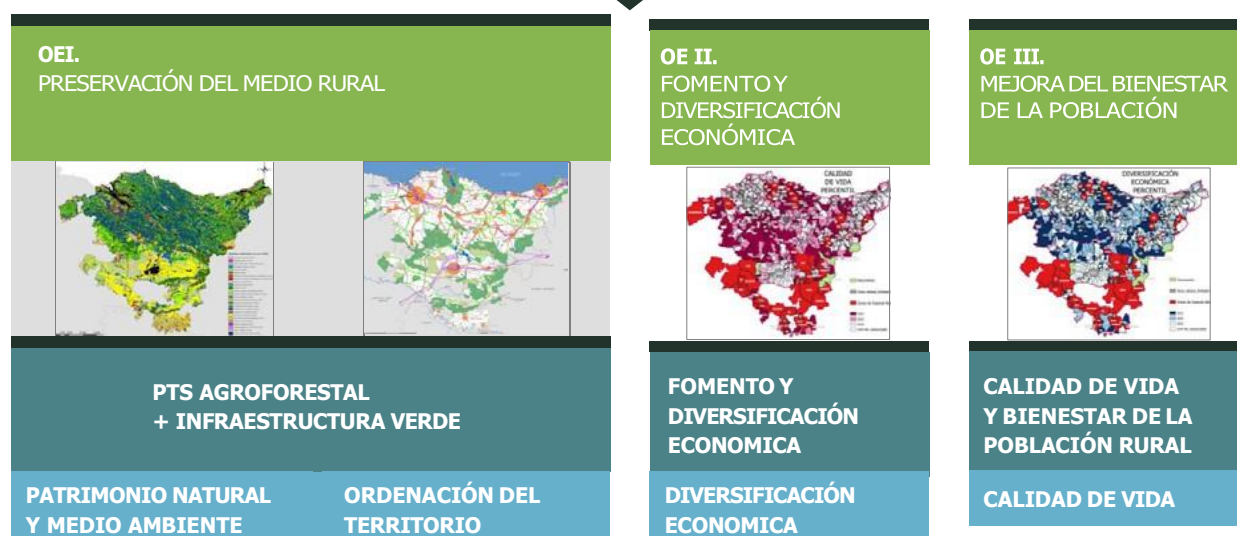 OEI.
PRESERVACIÓN DEL MEDIO RURAL
OE II.
FOMENTO Y
DIVERSIFICACIÓN
ECONÓMICA
OE III.
MEJORA DEL BIENESTAR
DE LA POBLACIÓN
CALIDAD
DE VIDA
PERCENTIL
DIVERSIFICACIÓN
ECONÓMICA
PERCENTIL
PTS AGROFORESTAL
+ INFRAESTRUCTURA VERDE
FOMENTO Y
DIVERSIFICACIÓN
ECONOMICA
CALIDAD DE VIDA
Y BIENESTAR DE LA
POBLACIÓN RURAL
PATRIMONIO NATURAL
Y MEDIO AMBIENTE
ORDENACIÓN DEL
TERRITORIO
DIVERSIFICACIÓN
ECONOMICA
CALIDAD DE VIDA